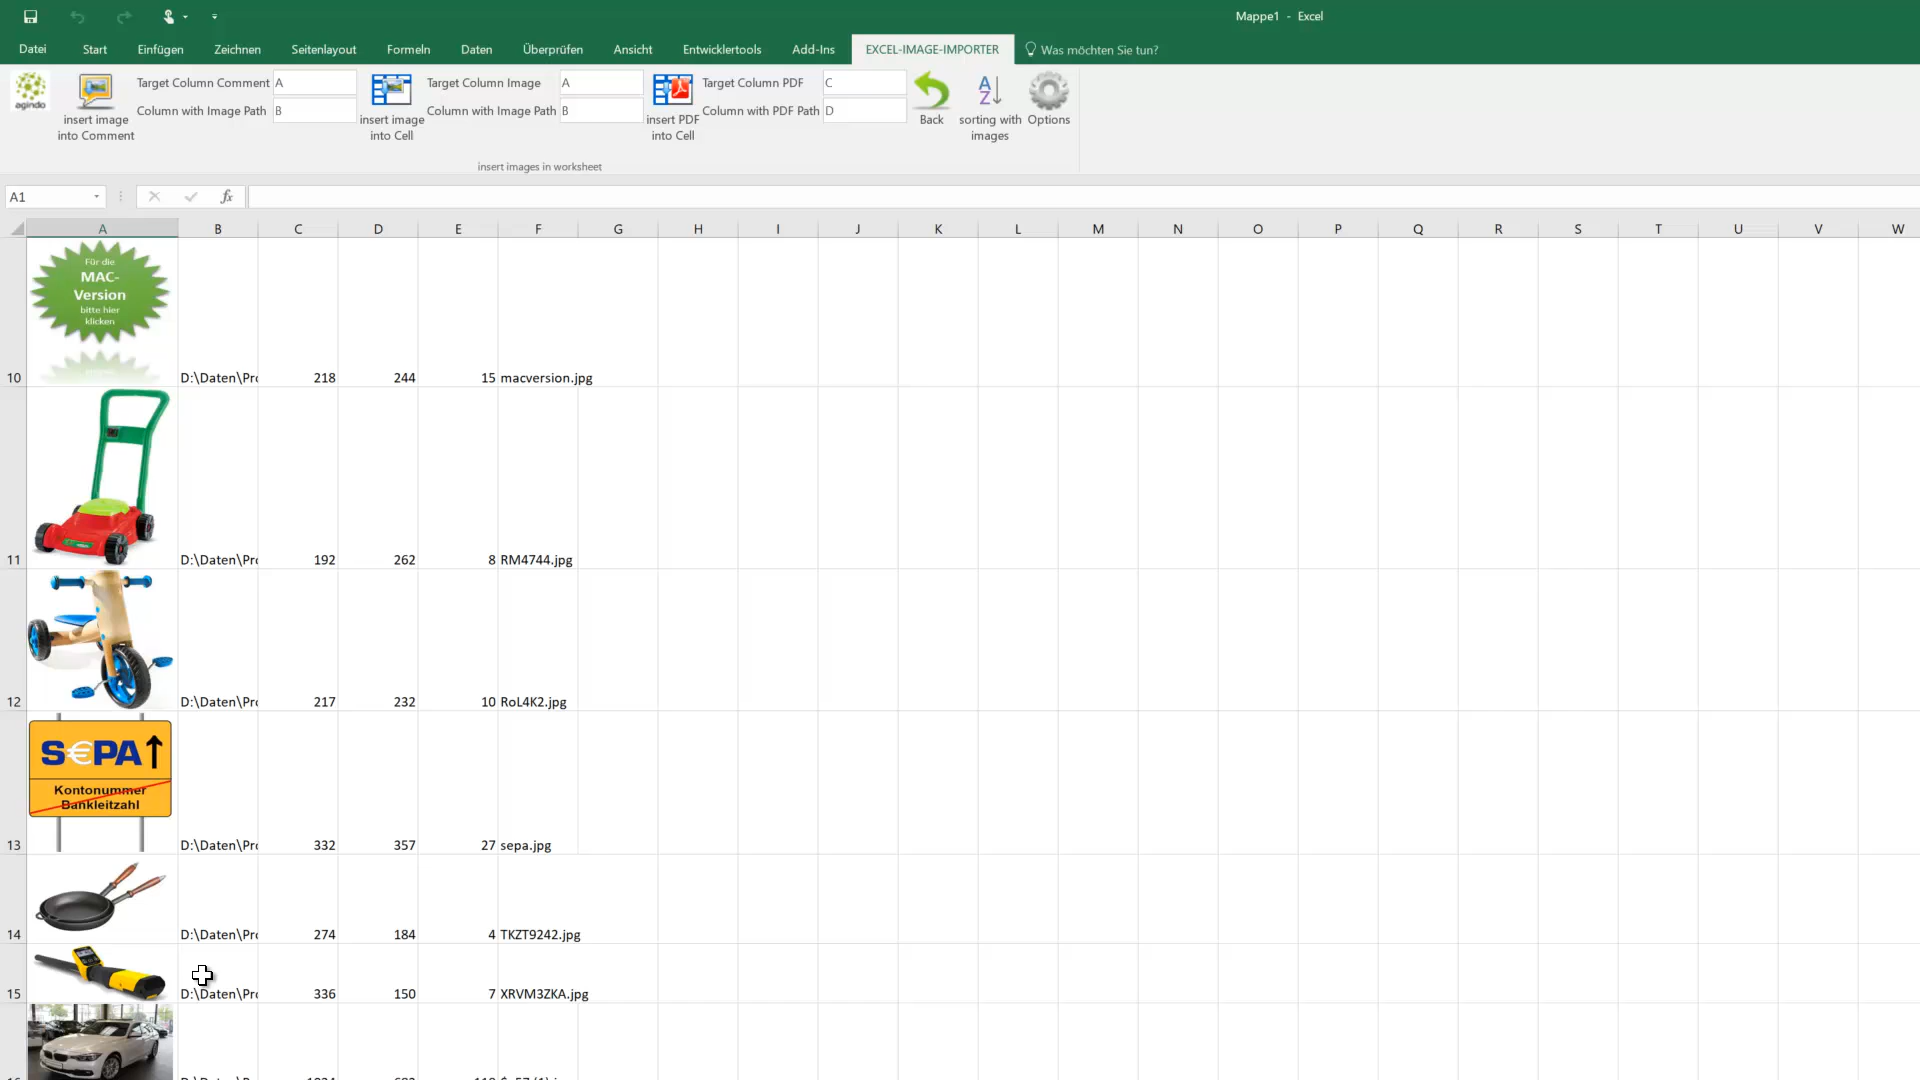 Mappe1 - Excel
Datei Start Einfügen Zeichnen Seitenlayout Formeln Daten Überprüfen Ansicht Entwicklertools Add-Ins EXCEL-IMAGE-IMPORTER Was möchten Sie tun?
agindo
insert image
into Comment
Target Column Comment A
Column with Image Path B
insert image
into Cell
Target Column Image A
Column with Image Path B
insert PDF
into Cell
Target Column PDF C
Column with PDF Path D
Back
sorting with
images
Options
insert images in worksheet
A1 fx
A B C D E F G H I J K L M N O P Q R S T U V W
Für die
MAC-
Version
bitte hier
klicken
10 D:\Daten\Pro 218 244 15 macversion.jpg
11 D:\Daten\Pro 192 262 8 RM4744.jpg
12 D:\Daten\Pro 217 232 10 RoL4K2.jpg
S€PA
Kontonummer
Bankleitzahl
13 D:\Daten\Pro 332 357 27 sepa.jpg
14 D:\Daten\Pro 274 184 4 TKZT9242.jpg
15 D:\Daten\Pro 336 150 7 XRVM3ZKA.jpg